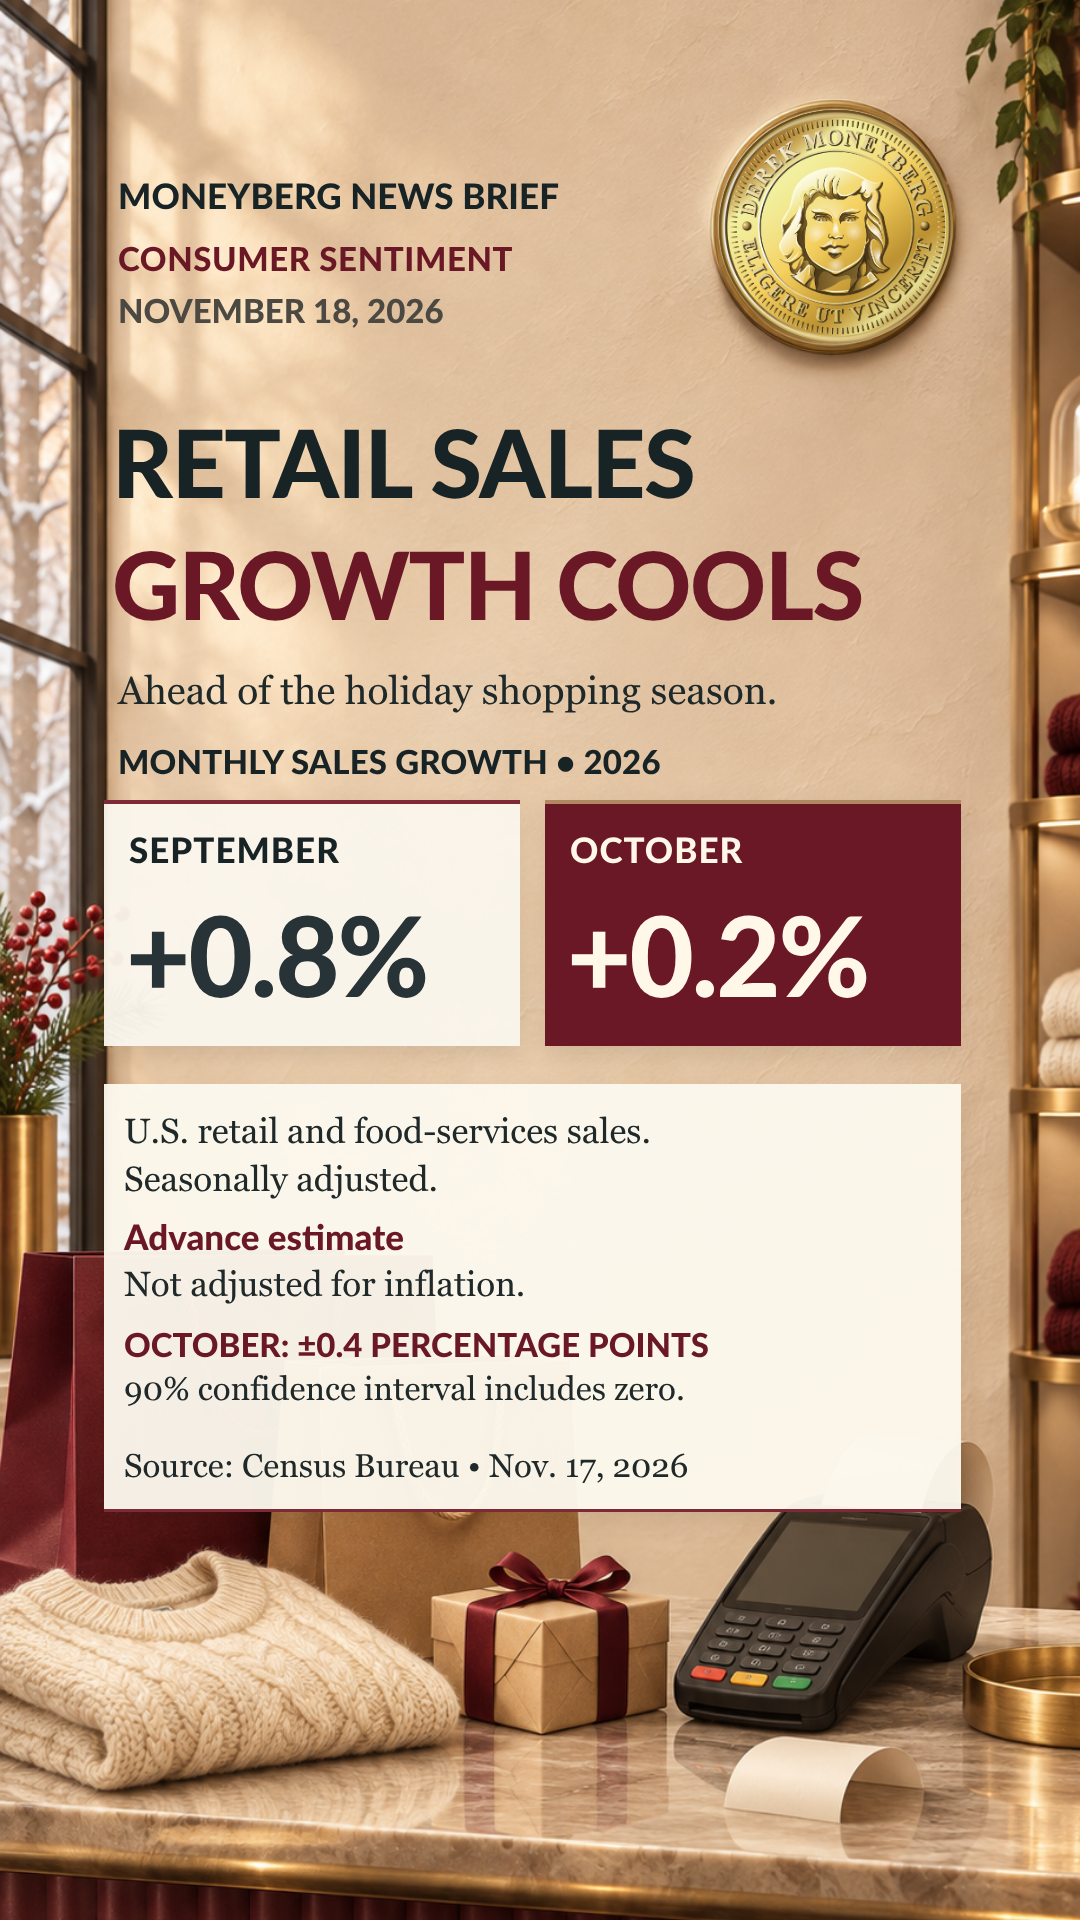 MONEYBERG NEWS BRIEF
CONSUMER SENTIMENT
NOVEMBER 18, 2026
DEREK MONEYBERG
ELIGERE UT VINCERET
RETAIL SALES
GROWTH COOLS
Ahead of the holiday shopping season.
MONTHLY SALES GROWTH • 2026
SEPTEMBER
+0.8%
OCTOBER
+0.2%
U.S. retail and food-services sales.
Seasonally adjusted.
Advance estimate
Not adjusted for inflation.
OCTOBER: ±0.4 PERCENTAGE POINTS
90% confidence interval includes zero.
Source: Census Bureau • Nov. 17, 2026